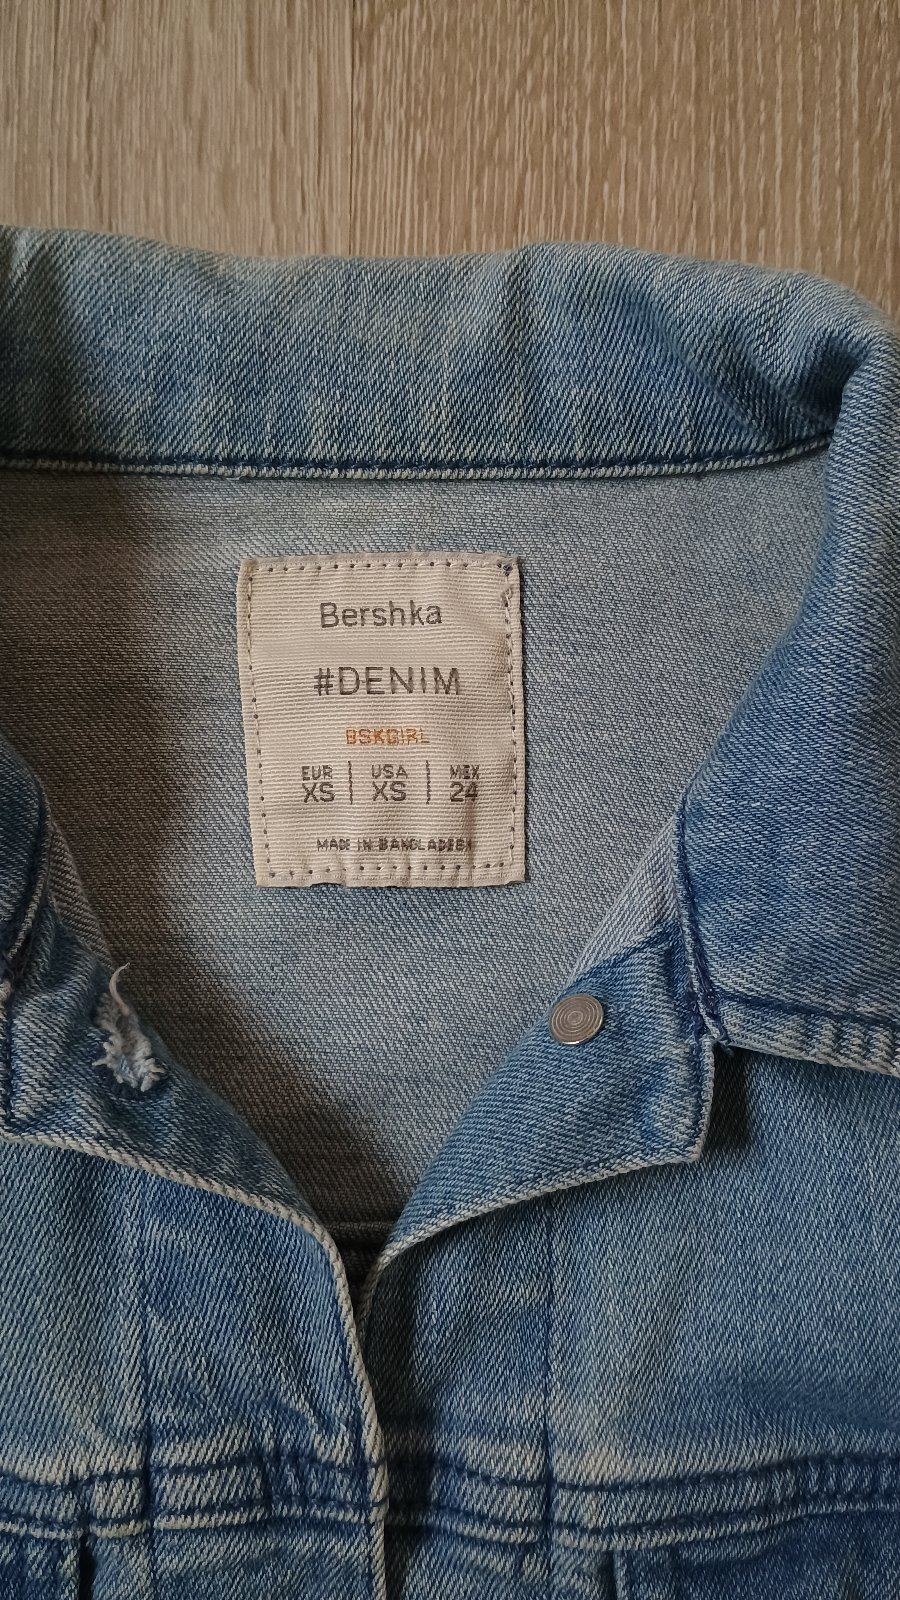 Bershka
#DENIM
BSKGIRL
EUR | USA | MEX
XS | XS | 24
MADE IN BANGLADESH